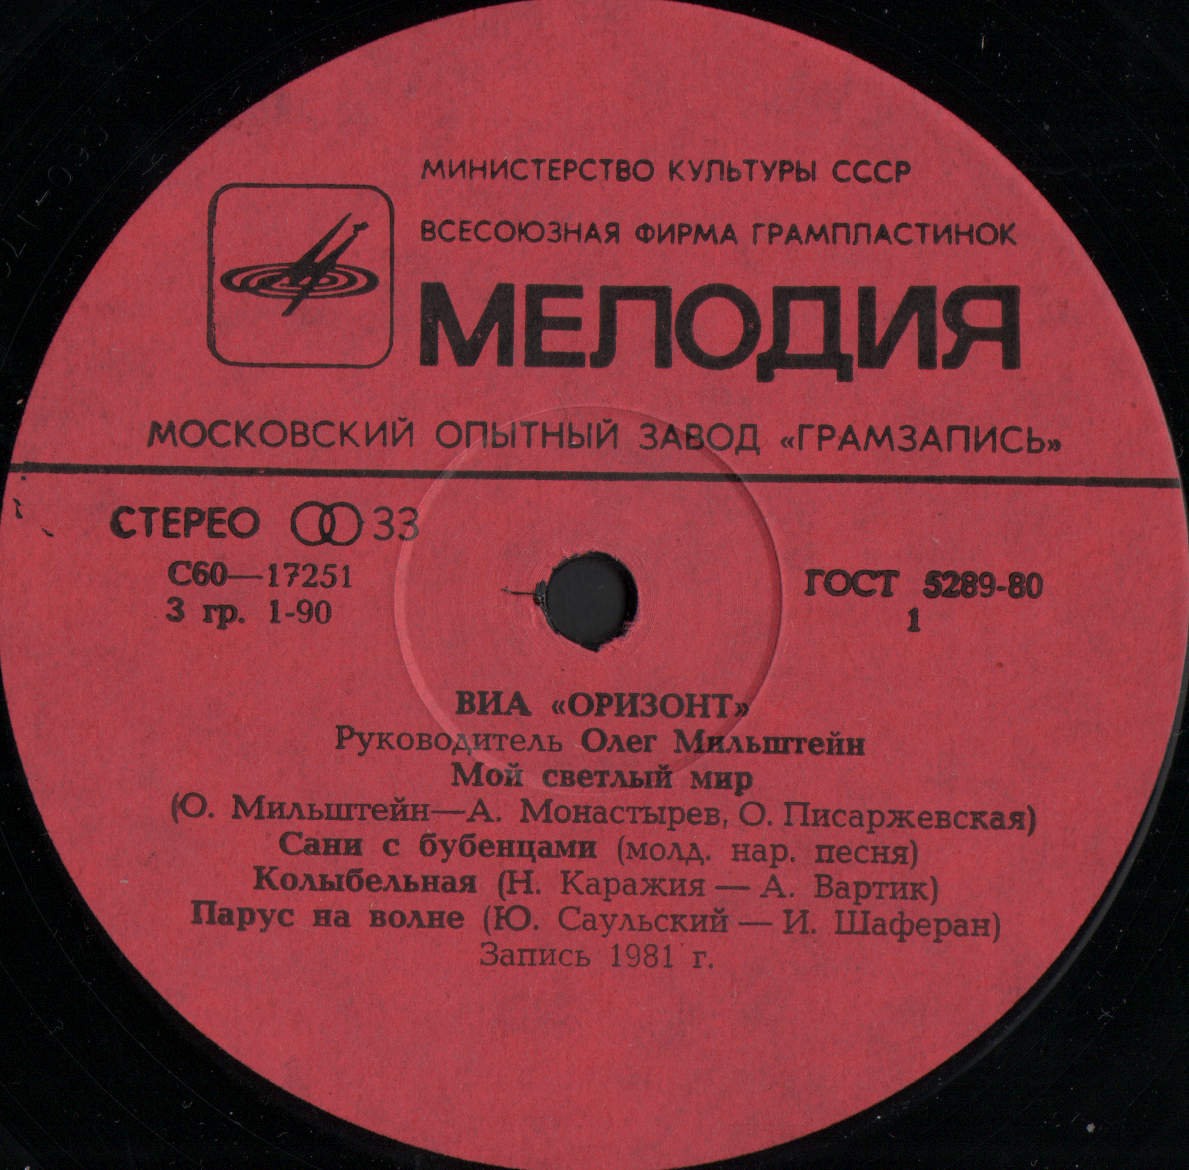 МИНИСТЕРСТВО КУЛЬТУРЫ СССР
ВСЕСОЮЗНАЯ ФИРМА ГРАМПЛАСТИНОК
МЕЛОДИЯ
МОСКОВСКИЙ ОПЫТНЫЙ ЗАВОД «ГРАМЗАПИСЬ»
СТЕРЕО 33
С60—17251
3 гр. 1-90
ГОСТ 5289-80
1
ВИА «ОРИЗОНТ»
Руководитель Олег Мильштейн
Мой светлый мир
(О. Мильштейн—А. Монастырев, О. Писаржевская)
Сани с бубенцами (молд. нар. песня)
Колыбельная (Н. Каражия — А. Вартик)
Парус на волне (Ю. Саульский — И. Шаферан)
Запись 1981 г.